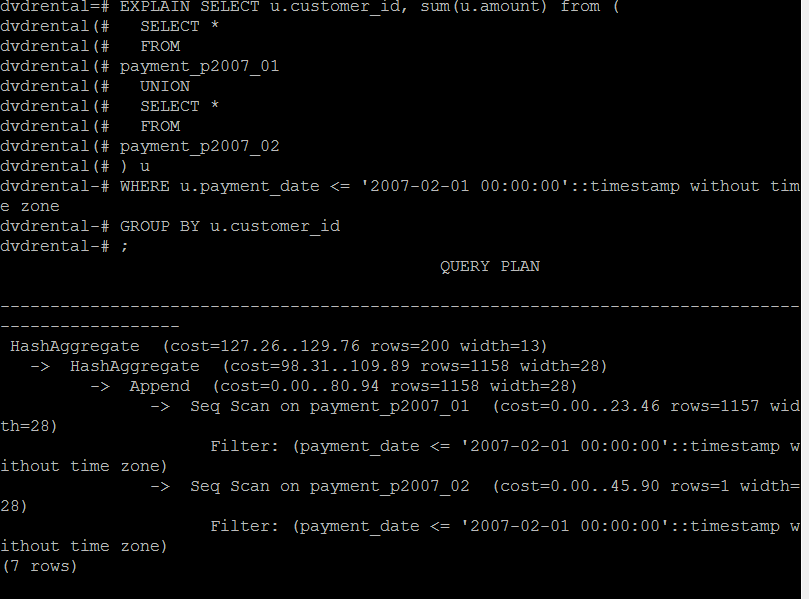 dvdrental=# EXPLAIN SELECT u.customer_id, sum(u.amount) from (
dvdrental(#   SELECT *
dvdrental(#   FROM
dvdrental(# payment_p2007_01
dvdrental(#   UNION
dvdrental(#   SELECT *
dvdrental(#   FROM
dvdrental(# payment_p2007_02
dvdrental(# ) u
dvdrental-# WHERE u.payment_date <= '2007-02-01 00:00:00'::timestamp without tim
e zone
dvdrental-# GROUP BY u.customer_id
dvdrental-# ;
                                            QUERY PLAN
--------------------------------------------------------------------------------
------------------
 HashAggregate  (cost=127.26..129.76 rows=200 width=13)
   ->  HashAggregate  (cost=98.31..109.89 rows=1158 width=28)
         ->  Append  (cost=0.00..80.94 rows=1158 width=28)
               ->  Seq Scan on payment_p2007_01  (cost=0.00..23.46 rows=1157 wid
th=28)
                     Filter: (payment_date <= '2007-02-01 00:00:00'::timestamp w
ithout time zone)
               ->  Seq Scan on payment_p2007_02  (cost=0.00..45.90 rows=1 width=
28)
                     Filter: (payment_date <= '2007-02-01 00:00:00'::timestamp w
ithout time zone)
(7 rows)